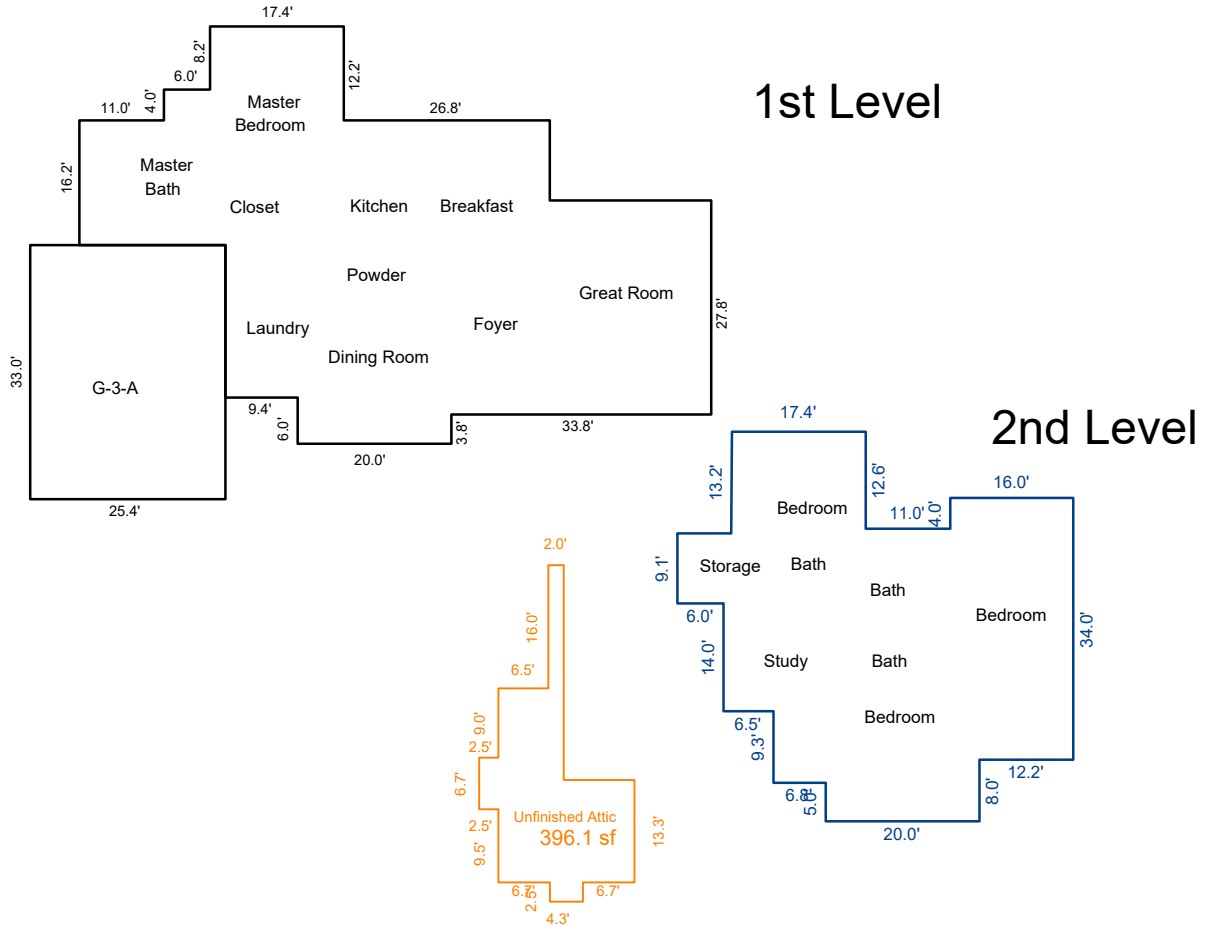 17.4'
8.2'
6.0'
12.2'
4.0'
11.0'
26.8'
1st Level
Master
Bedroom
Master
Bath
16.2'
Closet
Kitchen
Breakfast
Powder
Great Room
27.8'
Laundry
Foyer
Dining Room
33.0'
G-3-A
9.4'
6.0'
3.8'
33.8'
20.0'
25.4'
2nd Level
17.4'
13.2'
12.6'
16.0'
11.0'
4.0'
Bedroom
9.1'
Storage
Bath
Bath
6.0'
Bedroom
34.0'
14.0'
Study
Bath
6.5'
Bedroom
9.3'
6.8'
5.0'
12.2'
8.0'
20.0'
2.0'
16.0'
6.5'
9.0'
2.5'
6.7'
2.5'
Unfinished Attic
396.1 sf
13.3'
9.5'
6.7'
2.5'
6.7'
4.3'